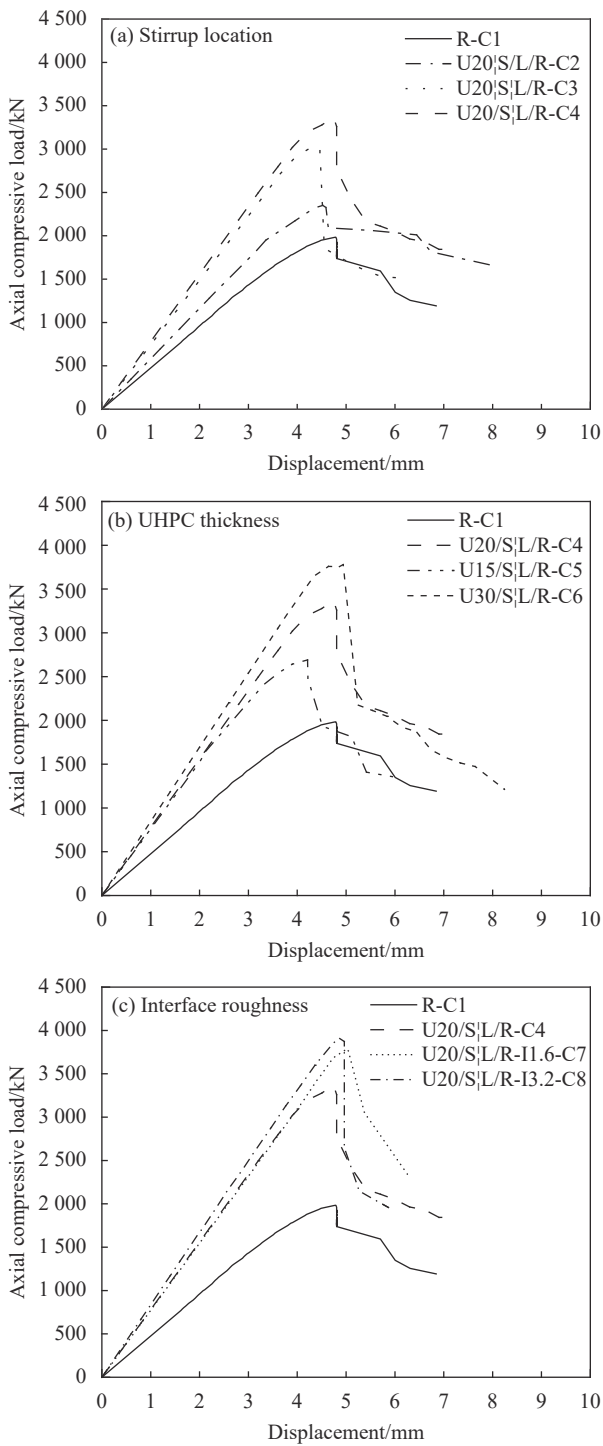 4 500
(a) Stirrup location
R-C1
4 000
U20¦S/L/R-C2
3 500
U20¦S¦L/R-C3
U20/S¦L/R-C4
3 000
2 500
2 000
1 500
1 000
500
0
Axial compressive load/kN
0 1 2 3 4 5 6 7 8 9 10
Displacement/mm
4 500
(b) UHPC thickness
R-C1
4 000
U20/S¦L/R-C4
U15/S¦L/R-C5
3 500
U30/S¦L/R-C6
3 000
2 500
2 000
1 500
1 000
500
0
Axial compressive load/kN
0 1 2 3 4 5 6 7 8 9 10
Displacement/mm
4 500
(c) Interface roughness
R-C1
4 000
U20/S¦L/R-C4
U20/S¦L/R-I1.6-C7
3 500
U20/S¦L/R-I3.2-C8
3 000
2 500
2 000
1 500
1 000
500
0
Axial compressive load/kN
0 1 2 3 4 5 6 7 8 9 10
Displacement/mm